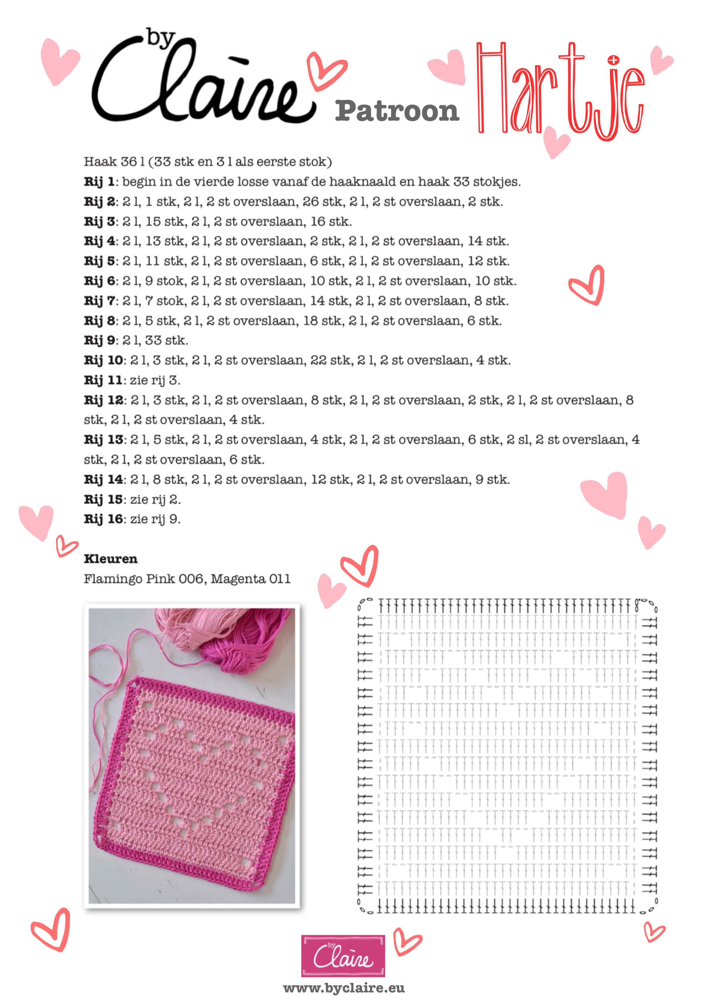 by
Claire
Patroon
Hartje
Haak 36 l (33 stk en 3 l als eerste stok)
Rij 1: begin in de vierde losse vanaf de haaknaald en haak 33 stokjes.
Rij 2: 2 l, 1 stk, 2 l, 2 st overslaan, 26 stk, 2 l, 2 st overslaan, 2 stk.
Rij 3: 2 l, 15 stk, 2 l, 2 st overslaan, 16 stk.
Rij 4: 2 l, 13 stk, 2 l, 2 st overslaan, 2 stk, 2 l, 2 st overslaan, 14 stk.
Rij 5: 2 l, 11 stk, 2 l, 2 st overslaan, 6 stk, 2 l, 2 st overslaan, 12 stk.
Rij 6: 2 l, 9 stok, 2 l, 2 st overslaan, 10 stk, 2 l, 2 st overslaan, 10 stk.
Rij 7: 2 l, 7 stok, 2 l, 2 st overslaan, 14 stk, 2 l, 2 st overslaan, 8 stk.
Rij 8: 2 l, 5 stk, 2 l, 2 st overslaan, 18 stk, 2 l, 2 st overslaan, 6 stk.
Rij 9: 2 l, 33 stk.
Rij 10: 2 l, 3 stk, 2 l, 2 st overslaan, 22 stk, 2 l, 2 st overslaan, 4 stk.
Rij 11: zie rij 3.
Rij 12: 2 l, 3 stk, 2 l, 2 st overslaan, 8 stk, 2 l, 2 st overslaan, 2 stk, 2 l, 2 st overslaan, 8
stk, 2 l, 2 st overslaan, 4 stk.
Rij 13: 2 l, 5 stk, 2 l, 2 st overslaan, 4 stk, 2 l, 2 st overslaan, 6 stk, 2 sl, 2 st overslaan, 4
stk, 2 l, 2 st overslaan, 6 stk.
Rij 14: 2 l, 8 stk, 2 l, 2 st overslaan, 12 stk, 2 l, 2 st overslaan, 9 stk.
Rij 15: zie rij 2.
Rij 16: zie rij 9.
Kleuren
Flamingo Pink 006, Magenta 011
by
Claire
www.byclaire.eu